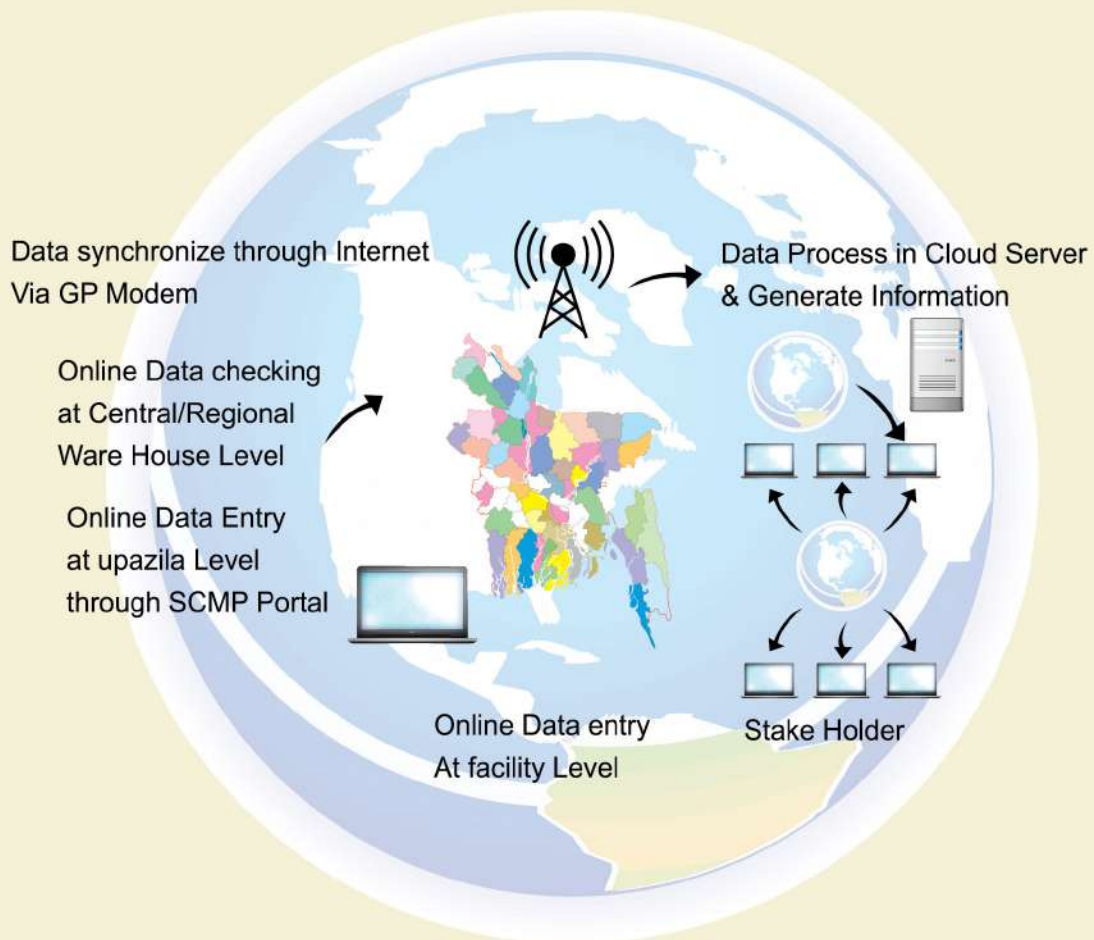 Data synchronize through Internet
Via GP Modem
Data Process in Cloud Server
& Generate Information
Online Data checking
at Central/Regional
Ware House Level
Online Data Entry
at upazila Level
through SCMP Portal
Online Data entry
At facility Level
Stake Holder